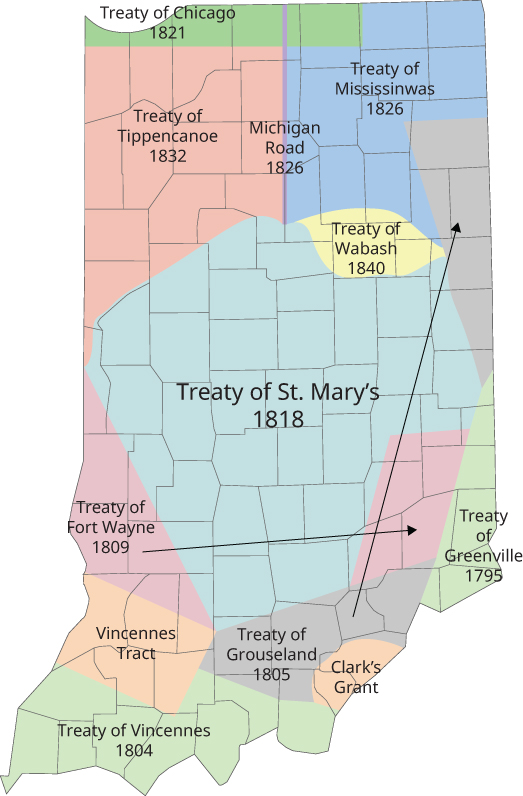 Treaty of Chicago
1821
Treaty of
Mississinwas
1826
Treaty of
Tippencanoe
1832
Michigan
Road
1826
Treaty of
Wabash
1840
Treaty of St. Mary's
1818
Treaty of
Fort Wayne
1809
Treaty
of
Greenville
1795
Vincennes
Tract
Treaty of
Grouseland
1805
Clark's
Grant
Treaty of Vincennes
1804